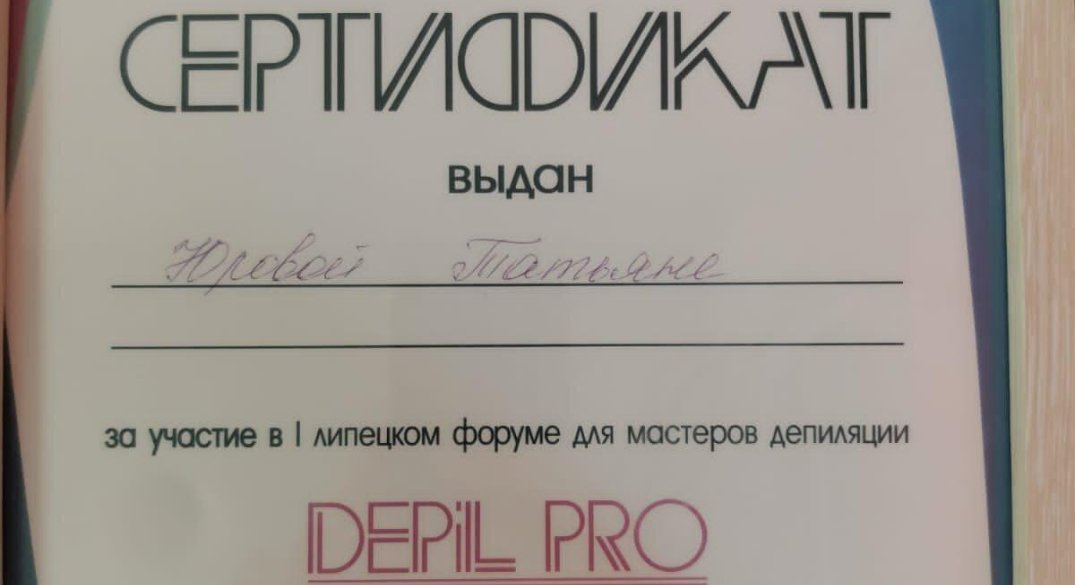 СЕРТИФИКАТ
выдан
Юровой Татьяне
за участие в I липецком форуме для мастеров депиляции
DEPiL PRO